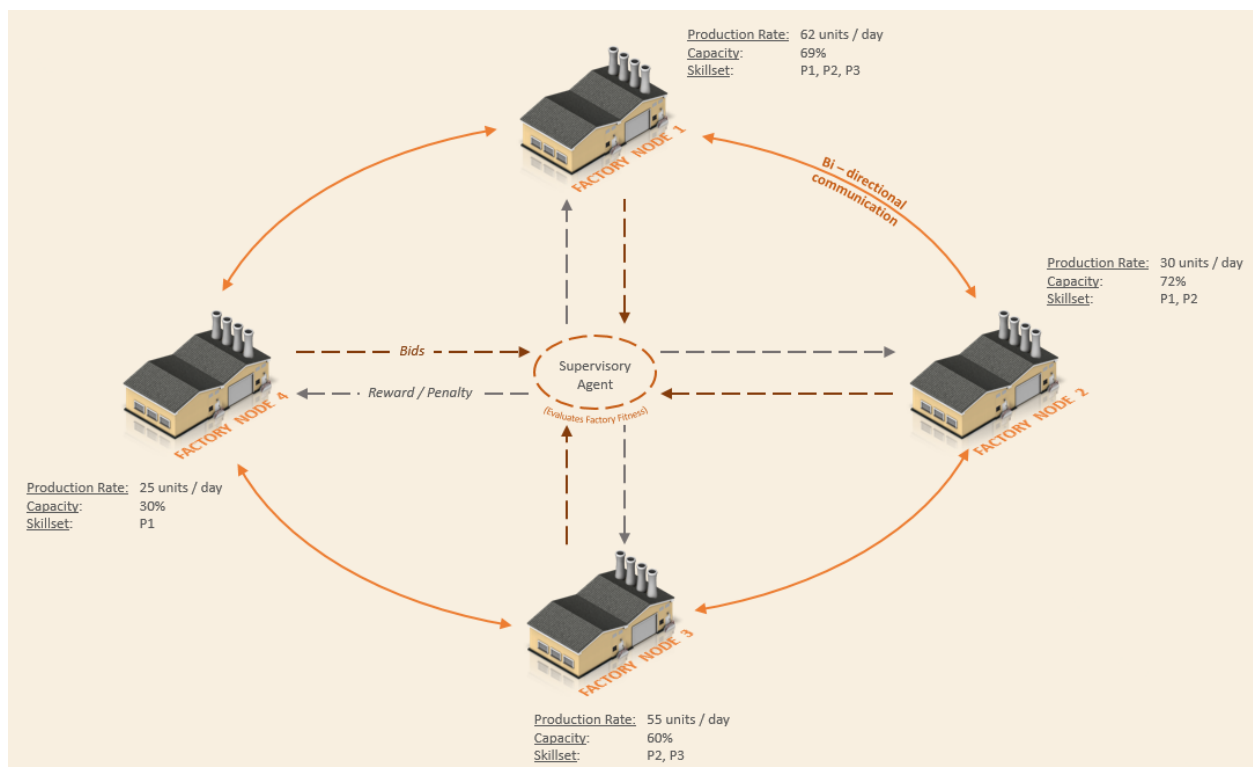 Production Rate: 62 units / day
Capacity: 69%
Skillset: P1, P2, P3
FACTORY NODE 1
Bi – directional
communication
Production Rate: 30 units / day
Capacity: 72%
Skillset: P1, P2
FACTORY NODE 2
Bids
Reward / Penalty
Supervisory
Agent
(Evaluates Factory Fitness)
FACTORY NODE 4
Production Rate: 25 units / day
Capacity: 30%
Skillset: P1
FACTORY NODE 3
Production Rate: 55 units / day
Capacity: 60%
Skillset: P2, P3